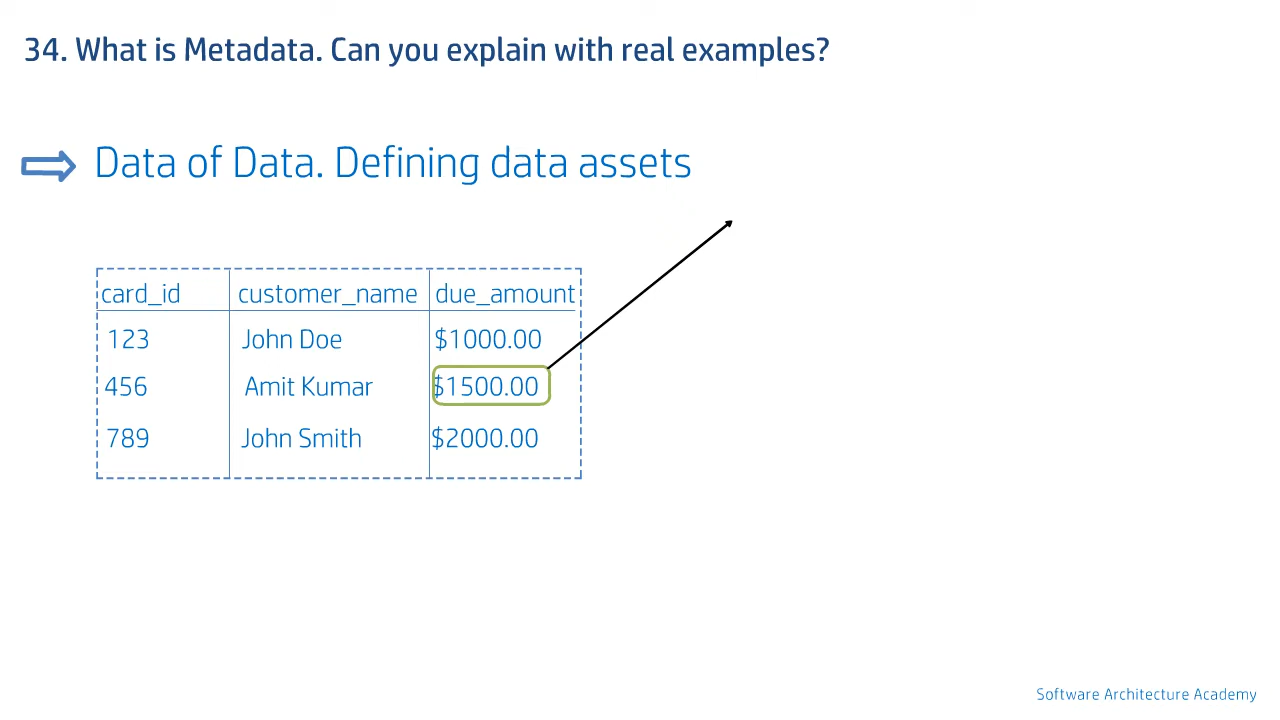 34. What is Metadata. Can you explain with real examples?
Data of Data. Defining data assets
card_id customer_name due_amount
123 John Doe $1000.00
456 Amit Kumar $1500.00
789 John Smith $2000.00
Software Architecture Academy